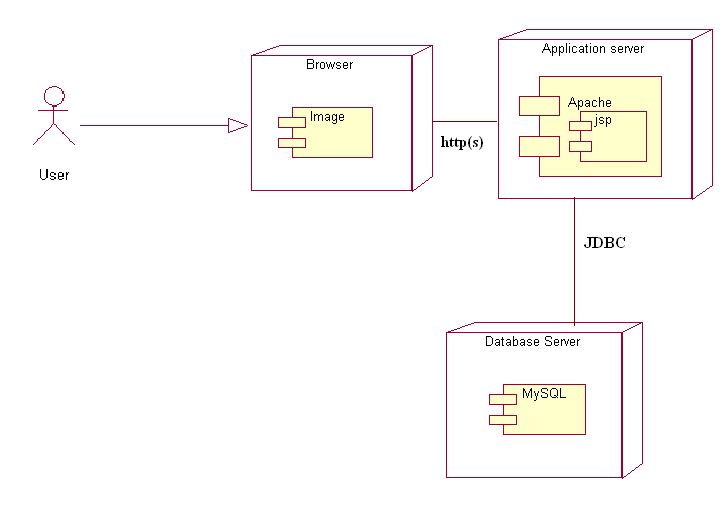 Browser
Image
User
http(s)
Application server
Apache
jsp
JDBC
Database Server
MySQL